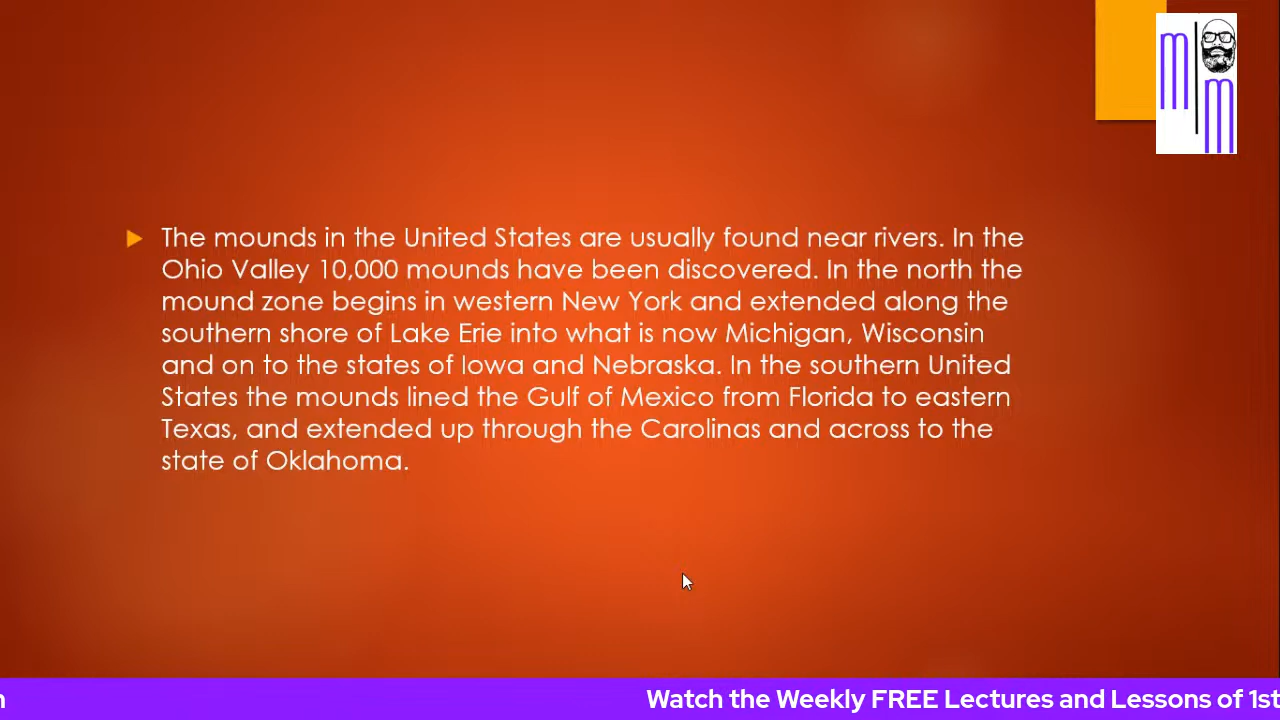 m
m
The mounds in the United States are usually found near rivers. In the
Ohio Valley 10,000 mounds have been discovered. In the north the
mound zone begins in western New York and extended along the
southern shore of Lake Erie into what is now Michigan, Wisconsin
and on to the states of Iowa and Nebraska. In the southern United
States the mounds lined the Gulf of Mexico from Florida to eastern
Texas, and extended up through the Carolinas and across to the
state of Oklahoma.
Watch the Weekly FREE Lectures and Lessons of 1st